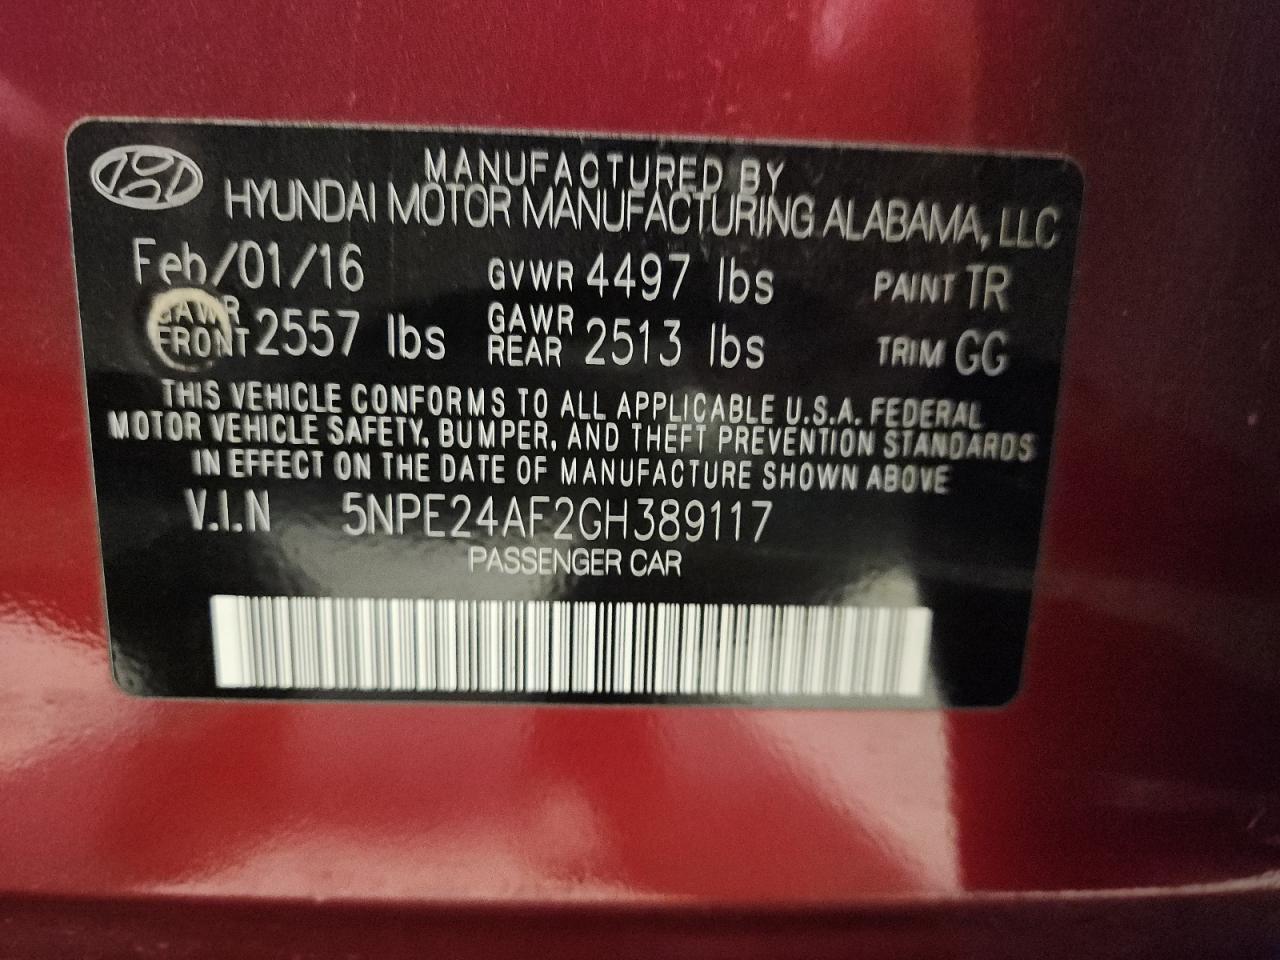 MANUFACTURED BY
HYUNDAI MOTOR MANUFACTURING ALABAMA, LLC
Feb/01/16 GVWR 4497 lbs PAINT TR
GAWR FRONT 2557 lbs GAWR REAR 2513 lbs TRIM GG
THIS VEHICLE CONFORMS TO ALL APPLICABLE U.S.A. FEDERAL
MOTOR VEHICLE SAFETY, BUMPER, AND THEFT PREVENTION STANDARDS
IN EFFECT ON THE DATE OF MANUFACTURE SHOWN ABOVE
V.I.N 5NPE24AF2GH389117
PASSENGER CAR